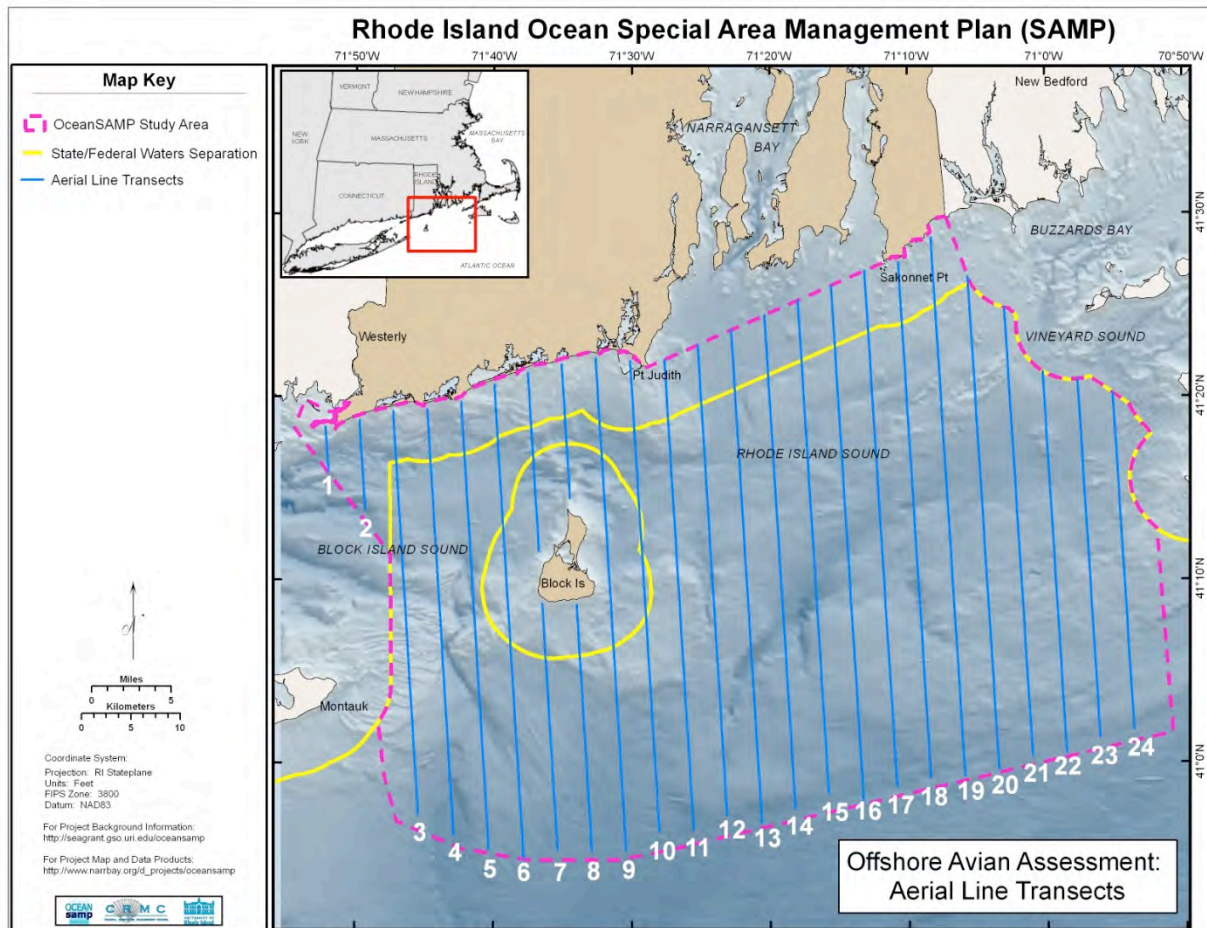 Rhode Island Ocean Special Area Management Plan (SAMP)
71°50'W
71°40'W
71°30'W
71°20'W
71°10'W
71°0'W
70°50'W
Map Key
OceanSAMP Study Area
State/Federal Waters Separation
Aerial Line Transects
VERMONT
NEW HAMPSHIRE
NEW YORK
MASSACHUSETTS
MASSACHUSETTS BAY
CONNECTICUT
RHODE ISLAND
ATLANTIC OCEAN
New Bedford
NARRAGANSETT BAY
BUZZARDS BAY
Sakonnet Pt
VINEYARD SOUND
Westerly
Pt Judith
RHODE ISLAND SOUND
BLOCK ISLAND SOUND
Block Is
Montauk
41°30'N
41°20'N
41°10'N
41°0'N
1
2
3
4
5
6
7
8
9
10
11
12
13
14
15
16
17
18
19
20
21
22
23
24
Miles
0 5
Kilometers
0 5 10
Coordinate System:
Projection: RI Stateplane
Units: Feet
FIPS Zone: 3800
Datum: NAD83
For Project Background Information:
http://seagrant.gso.uri.edu/oceansamp
For Project Map and Data Products:
http://www.narrbay.org/d_projects/oceansamp
OCEAN
samp
CRMC
Offshore Avian Assessment:
Aerial Line Transects